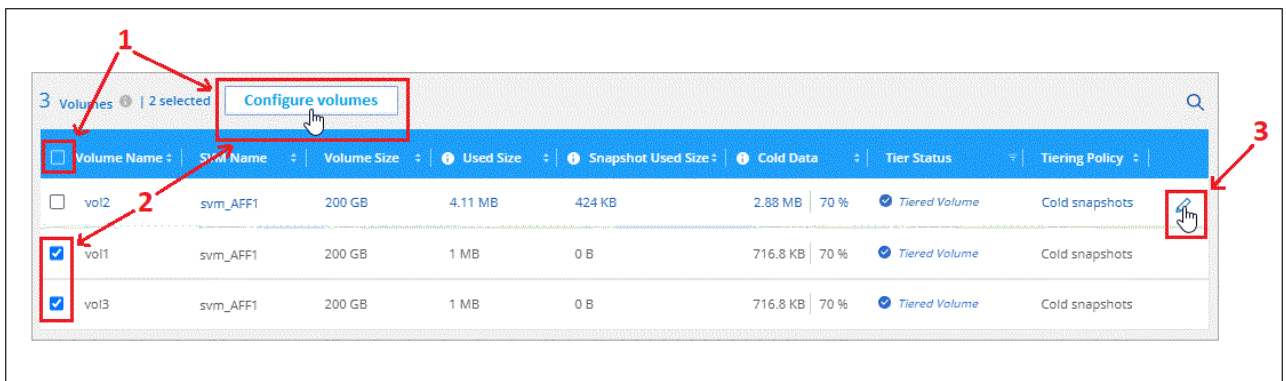 1
3 Volumes | 2 selected Configure volumes
3
Volume Name SVM Name Volume Size Used Size Snapshot Used Size Cold Data Tier Status Tiering Policy
vol2 svm_AFF1 200 GB 4.11 MB 424 KB 2.88 MB 70 % Tiered Volume Cold snapshots
2
vol1 svm_AFF1 200 GB 1 MB 0 B 716.8 KB 70 % Tiered Volume Cold snapshots
vol3 svm_AFF1 200 GB 1 MB 0 B 716.8 KB 70 % Tiered Volume Cold snapshots